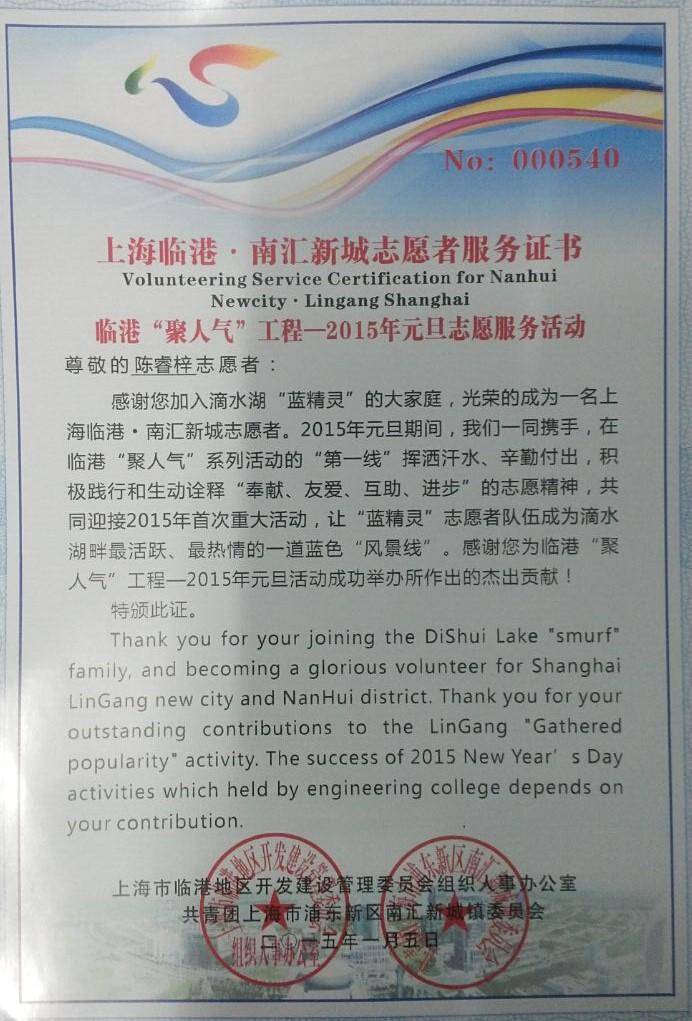 No: 000540
上海临港·南汇新城志愿者服务证书
Volunteering Service Certification for Nanhui
Newcity·Lingang Shanghai
临港“聚人气”工程—2015年元旦志愿服务活动
尊敬的陈睿梓志愿者：
感谢您加入滴水湖“蓝精灵”的大家庭，光荣的成为一名上
海临港·南汇新城志愿者。2015年元旦期间，我们一同携手，在
临港“聚人气”系列活动的“第一线”挥洒汗水、辛勤付出，积
极践行和生动诠释“奉献、友爱、互助、进步”的志愿精神，共
同迎接2015年首次重大活动，让“蓝精灵”志愿者队伍成为滴水
湖畔最活跃、最热情的一道蓝色“风景线”。感谢您为临港“聚
人气”工程—2015年元旦活动成功举办所作出的杰出贡献！
特颁此证。
Thank you for your joining the DiShui Lake "smurf"
family, and becoming a glorious volunteer for Shanghai
LinGang new city and NanHui district. Thank you for your
outstanding contributions to the LinGang "Gathered
popularity" activity. The success of 2015 New Year's Day
activities which held by engineering college depends on
your contribution.
上海市临港地区开发建设管理委员会组织人事办公室
共青团上海市浦东新区南汇新城镇委员会
二〇一五年一月五日
组织人事办公室